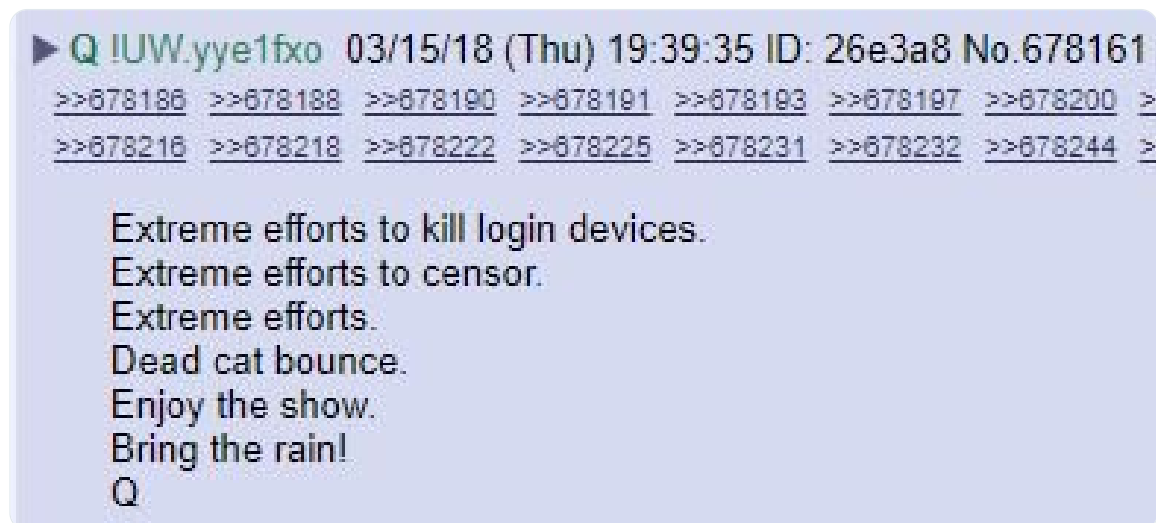 ▶ Q !UW.yye1fxo 03/15/18 (Thu) 19:39:35 ID: 26e3a8 No.678161
>>678186 >>678188 >>678190 >>678191 >>678193 >>678197 >>678200 >
>>678216 >>678218 >>678222 >>678225 >>678231 >>678232 >>678244 >
Extreme efforts to kill login devices.
Extreme efforts to censor.
Extreme efforts.
Dead cat bounce.
Enjoy the show.
Bring the rain!
Q